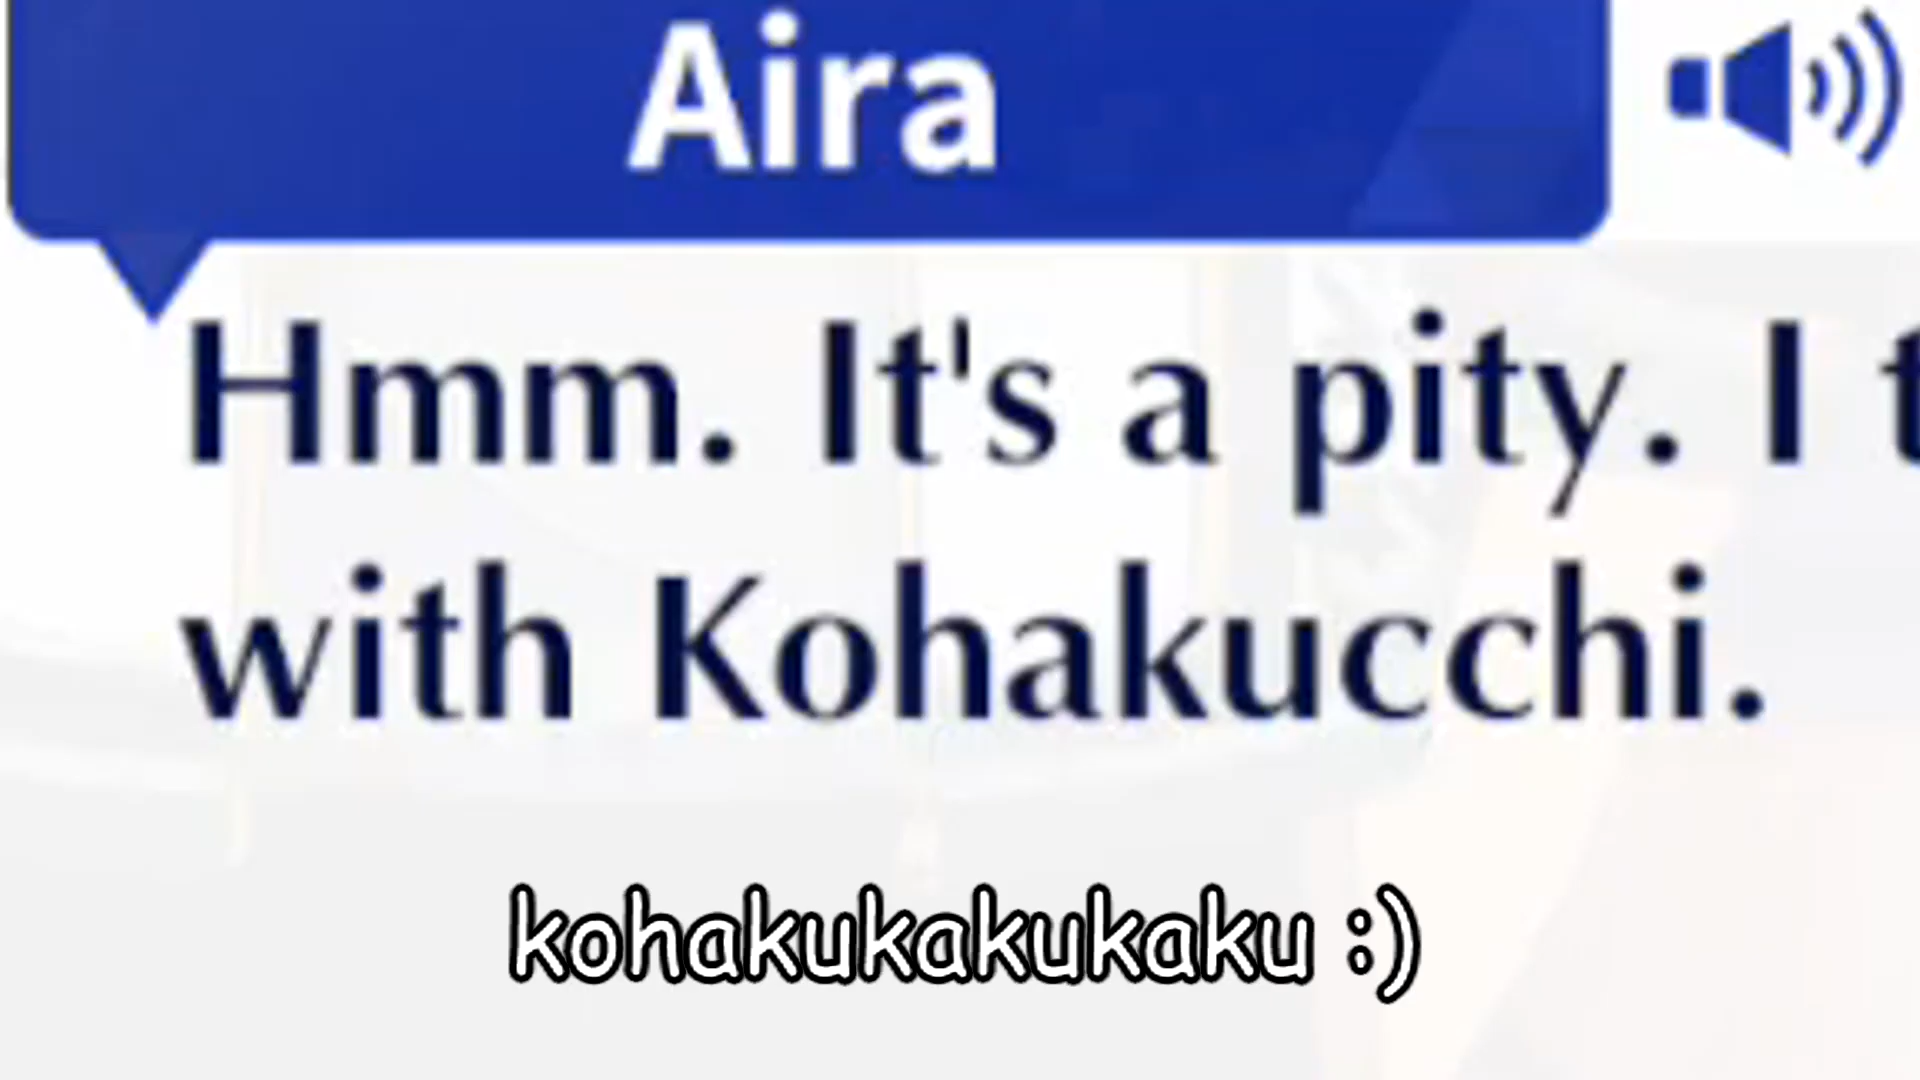 Aira
Hmm. It's a pity. I
with Kohakucchi.
kohakukakukaku :)